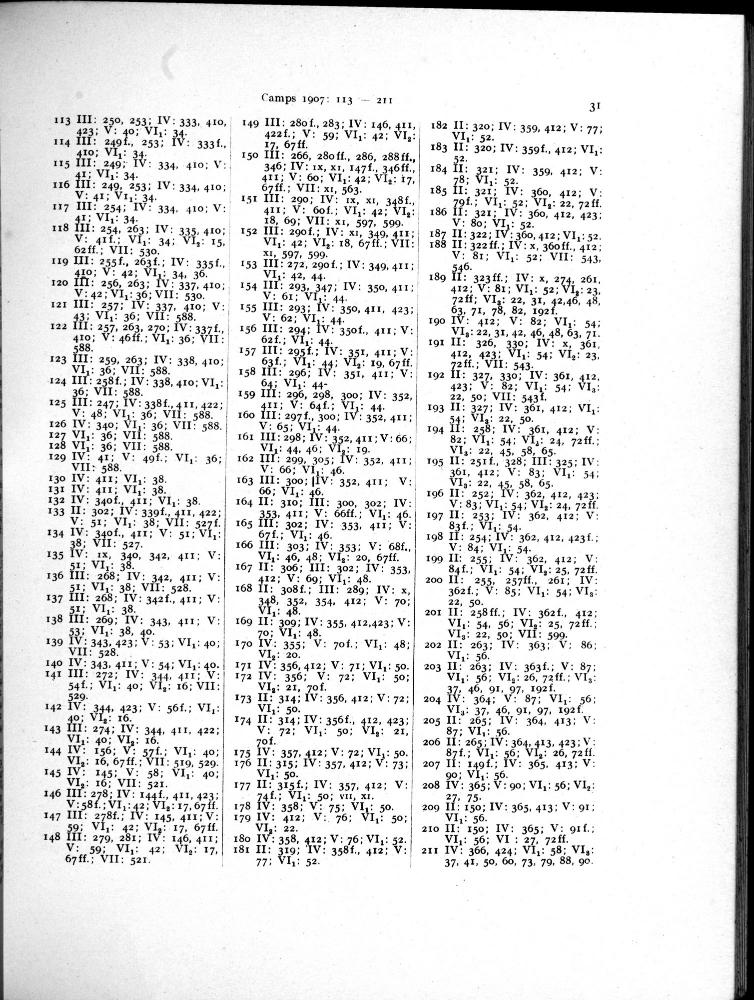 Camps 1907: 113 — 211
31
113 III: 250, 253; IV: 333, 410,
423; V: 40; VI₁: 34.
114 III: 249f., 253; IV: 333f.,
410; VI₁: 34.
115 III: 249; IV: 334, 410; V:
41; VI₁: 34.
116 III: 249, 253; IV: 334, 410;
V: 41; VI₁: 34.
117 III: 254; IV: 334, 410; V:
41; VI₁: 34.
118 III: 254, 263; IV: 335, 410;
V: 41f.; VI₁: 34; VI₂: 15,
62ff.; VII: 530.
119 III: 255f., 263f.; IV: 335f.,
410; V: 42; VI₁: 34, 36.
120 III: 256, 263; IV: 337, 410;
V: 42; VI₁: 36; VII: 530.
121 III: 257; IV: 337, 410; V:
43; VI₁: 36; VII: 588.
122 III: 257, 263, 270; IV: 337f.,
410; V: 46ff.; VI₁: 36; VII:
588.
123 III: 259, 263; IV: 338, 410;
VI₁: 36; VII: 588.
124 III: 258f.; IV: 338, 410; VI₁:
36; VII: 588.
125 III: 247; IV: 338f., 411, 422;
V: 48; VI₁: 36; VII: 588.
126 IV: 340; VI₁: 36; VII: 588.
127 VI₁: 36; VII: 588.
128 VI₁: 36; VII: 588.
129 IV: 41; V: 49f.; VI₁: 36;
VII: 588.
130 IV: 411; VI₁: 38.
131 IV: 411; VI₁: 38.
132 IV: 340f., 411; VI₁: 38.
133 II: 302; IV: 339f., 411, 422;
V: 51; VI₁: 38; VII: 527f.
134 IV: 340f., 411; V: 51; VI₁:
38; VII: 527.
135 IV: IX, 340, 342, 411; V:
51; VI₁: 38.
136 III: 268; IV: 342, 411; V:
51; VI₁: 38; VII: 528.
137 III: 268; IV: 342f., 411; V:
51; VI₁: 38.
138 III: 269; IV: 343, 411; V:
53; VI₁: 38, 40.
139 IV: 343, 423; V: 53; VI₁: 40;
VII: 528.
140 IV: 343, 411; V: 54; VI₁: 40.
141 III: 272; IV: 344, 411; V:
54f.; VI₁: 40; VI₂: 16; VII:
529.
142 IV: 344, 423; V: 56f.; VI₁:
40; VI₂: 16.
143 III: 274; IV: 344, 411, 422;
VI₁: 40; VI₂: 16.
144 IV: 156; V: 57f.; VI₁: 40;
VI₂: 16, 67ff.; VII: 519, 529.
145 IV: 145; V: 58; VI₁: 40;
VI₂: 16; VII: 521.
146 III: 278; IV: 144f., 411, 423;
V: 58f.; VI₁: 42; VI₂: 17, 67ff.
147 III: 278f.; IV: 145, 411; V:
59; VI₁: 42; VI₂: 17, 67ff.
148 III: 279, 281; IV: 146, 411;
V: 59; VI₁: 42; VI₂: 17,
67ff.; VII: 521.
149 III: 280f., 283; IV: 146, 411,
422f.; V: 59; VI₁: 42; VI₂:
17, 67ff.
150 III: 266, 280ff., 286, 288ff.,
346; IV: IX, XI, 147f., 346ff.,
411; V: 60; VI₁: 42; VI₂: 17,
67ff.; VII: XI, 563.
151 III: 290; IV: IX, XI, 348f.,
411; V: 60f.; VI₁: 42; VI₂:
18, 69; VII: XI, 597, 599.
152 III: 290f.; IV: XI, 349, 411;
VI₁: 42; VI₂: 18, 67ff.; VII:
XI, 597, 599.
153 III: 272, 290f.; IV: 349, 411;
VI₁: 42, 44.
154 III: 293, 347; IV: 350, 411;
V: 61; VI₁: 44.
155 III: 293; IV: 350, 411, 423;
V: 62; VI₁: 44.
156 III: 294; IV: 350f., 411; V:
62f.; VI₁: 44.
157 III: 295f.; IV: 351, 411; V:
63f.; VI₁: 44; VI₂: 19, 67ff.
158 III: 296; IV: 351, 411; V:
64; VI₁: 44.
159 III: 296, 298, 300; IV: 352,
411; V: 64f.; VI₁: 44.
160 III: 297f., 300; IV: 352, 411;
V: 65; VI₁: 44.
161 III: 298; IV: 352, 411; V: 66;
VI₁: 44, 46; VI₂: 19.
162 III: 299, 305; IV: 352, 411;
V: 66; VI₁: 46.
163 III: 300; IV: 352, 411; V:
66; VI₁: 46.
164 II: 310; III: 300, 302; IV:
353, 411; V: 66ff.; VI₁: 46.
165 III: 302; IV: 353, 411; V:
67f.; VI₁: 46.
166 III: 303; IV: 353; V: 68f.,
VI₁: 46, 48; VI₂: 20, 67ff.
167 II: 306; III: 302; IV: 353,
412; V: 69; VI₁: 48.
168 II: 308f.; III: 289; IV: X,
348, 352, 354, 412; V: 70;
VI₁: 48.
169 II: 309; IV: 355, 412, 423; V:
70; VI₁: 48.
170 IV: 355; V: 70f.; VI₁: 48;
VI₂: 20.
171 IV: 356, 412; V: 71; VI₁: 50.
172 IV: 356; V: 72; VI₁: 50;
VI₂: 21, 70f.
173 II: 314; IV: 356, 412; V: 72;
VI₁: 50.
174 II: 314; IV: 356f., 412, 423;
V: 72; VI₁: 50; VI₂: 21,
70f.
175 IV: 357, 412; V: 72; VI₁: 50.
176 II: 315; IV: 357, 412; V: 73;
VI₁: 50.
177 II: 315f.; IV: 357, 412; V:
74f.; VI₁: 50; VII, XI.
178 IV: 358; V: 75; VI₁: 50.
179 IV: 412; V: 76; VI₁: 50;
VI₂: 22.
180 IV: 358, 412; V: 76; VI₁: 52.
181 II: 319; IV: 358f., 412; V:
77; VI₁: 52.
182 II: 320; IV: 359, 412; V: 77;
VI₁: 52.
183 II: 320; IV: 359f., 412; VI₁:
52.
184 II: 321; IV: 359, 412; V:
78; VI₁: 52.
185 II: 321; IV: 360, 412; V:
79f.; VI₁: 52; VI₂: 22, 72ff.
186 II: 321; IV: 360, 412, 423;
V: 80; VI₁: 52.
187 II: 322; IV: 360, 412; VI₁: 52.
188 II: 322ff.; IV: X, 360ff., 412;
V: 81; VI₁: 52; VII: 543,
546.
189 II: 323ff.; IV: X, 274, 261,
412; V: 81; VI₁: 52; VI₂: 23,
72ff; VI₃: 22, 31, 42, 46, 48,
63, 71, 78, 82, 192f.
190 IV: 412; V: 82; VI₁: 54;
VI₃: 22, 31, 42, 46, 48, 63, 71.
191 II: 326, 330; IV: X, 361,
412, 423; VI₁: 54; VI₂: 23,
72ff.; VII: 543.
192 II: 327, 330; IV: 361, 412,
423; V: 82; VI₁: 54; VI₃:
22, 50; VII: 543f.
193 II: 327; IV: 361, 412; VI₁:
54; VI₃: 22, 50.
194 II: 258; IV: 361, 412; V:
82; VI₁: 54; VI₂: 24, 72ff.;
VI₃: 22, 45, 58, 65.
195 II: 251f., 328; III: 325; IV:
361, 412; V: 83; VI₁: 54;
VI₃: 22, 45, 58, 65.
196 II: 252; IV: 362, 412, 423;
V: 83; VI₁: 54; VI₂: 24, 72ff.
197 II: 253; IV: 362, 412; V:
83f.; VI₁: 54.
198 II: 254; IV: 362, 412, 423f.;
V: 84; VI₁: 54.
199 II: 255; IV: 362, 412; V:
84f.; VI₁: 54; VI₂: 25, 72ff.
200 II: 255, 257ff., 261; IV:
362f.; V: 85; VI₁: 54; VI₃:
22, 50.
201 II: 258ff.; IV: 362f., 412;
VI₁: 54, 56; VI₂: 25, 72ff.;
VI₃: 22, 50; VII: 599.
202 II: 263; IV: 363; V: 86;
VI₁: 56.
203 II: 263; IV: 363f.; V: 87;
VI₁: 56; VI₂: 26, 72ff.; VI₃:
37, 46, 91, 97, 192f.
204 IV: 364; V: 87; VI₁: 56;
VI₃: 37, 46, 91, 97, 192f.
205 II: 265; IV: 364, 413; V:
87; VI₁: 56.
206 II: 265; IV: 364, 413, 423; V:
87f.; VI₁: 56; VI₂: 26, 72ff.
207 II: 149f.; IV: 365, 413; V:
90; VI₁: 56.
208 IV: 365; V: 90; VI₁: 56; VI₂:
27, 75.
209 II: 150; IV: 365, 413; V: 91;
VI₁: 56.
210 II: 150; IV: 365; V: 91f.;
VI₁: 56; VI : 27, 72ff.
211 IV: 366, 424; VI₁: 58; VI₃:
37, 41, 50, 60, 73, 79, 88, 90.